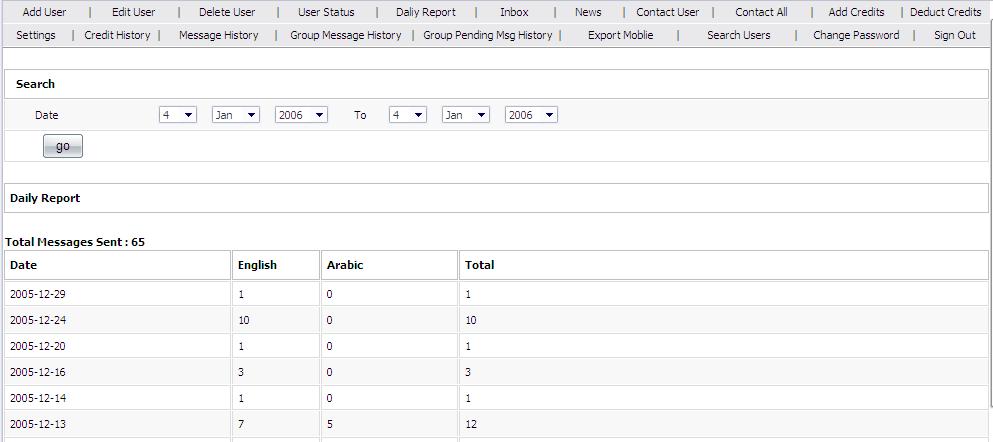 Add User | Edit User | Delete User | User Status | Daliy Report | Inbox | News | Contact User | Contact All | Add Credits | Deduct Credits
Settings | Credit History | Message History | Group Message History | Group Pending Msg History | Export Moblie | Search Users | Change Password | Sign Out
Search
Date 4 Jan 2006 To 4 Jan 2006
go
Daily Report
Total Messages Sent : 65
Date English Arabic Total
2005-12-29 1 0 1
2005-12-24 10 0 10
2005-12-20 1 0 1
2005-12-16 3 0 3
2005-12-14 1 0 1
2005-12-13 7 5 12